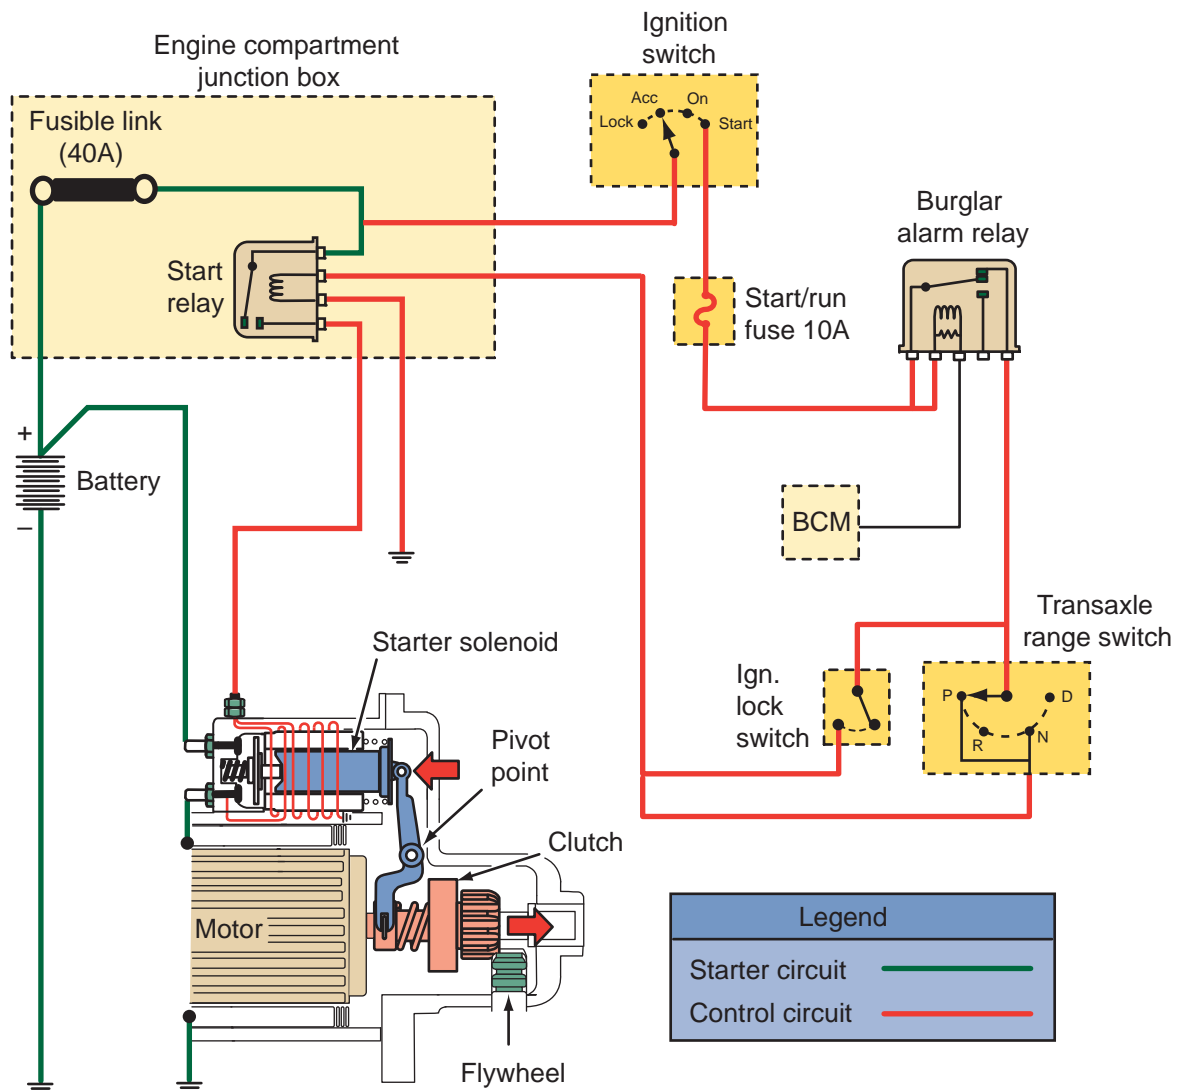 Engine compartment
junction box
Fusible link
(40A)
Start
relay
Ignition
switch
Acc
On
Lock
Start
Burglar
alarm relay
Start/run
fuse 10A
+
Battery
–
BCM
Transaxle
range switch
P
D
R
N
Ign.
lock
switch
Starter solenoid
Pivot
point
Clutch
Motor
Flywheel
Legend
Starter circuit
Control circuit